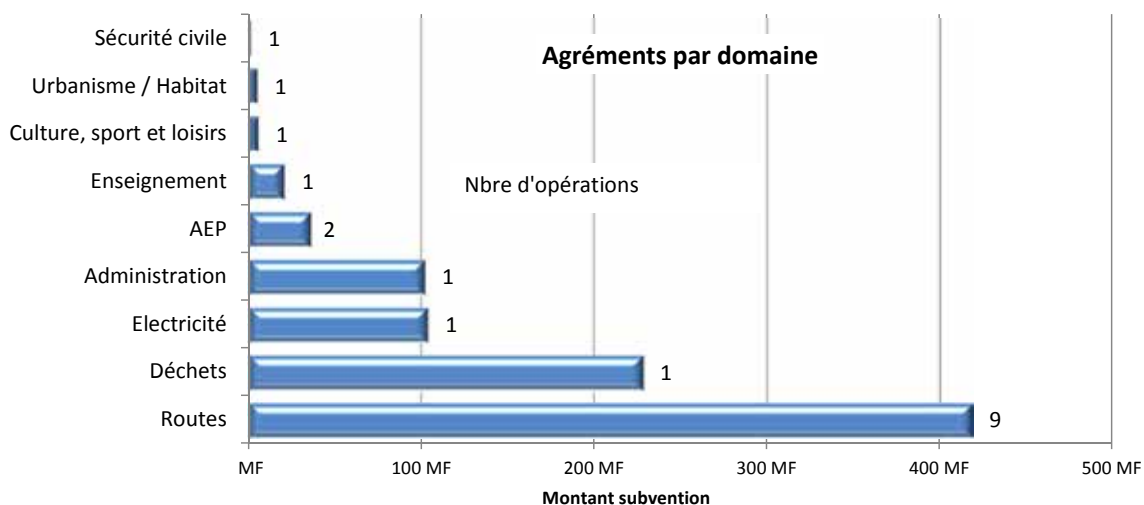 Agréments par domaine
Sécurité civile 1
Urbanisme / Habitat 1
Culture, sport et loisirs 1
Enseignement 1
Nbre d'opérations
AEP 2
Administration 1
Electricité 1
Déchets 1
Routes 9
MF 100 MF 200 MF 300 MF 400 MF 500 MF
Montant subvention